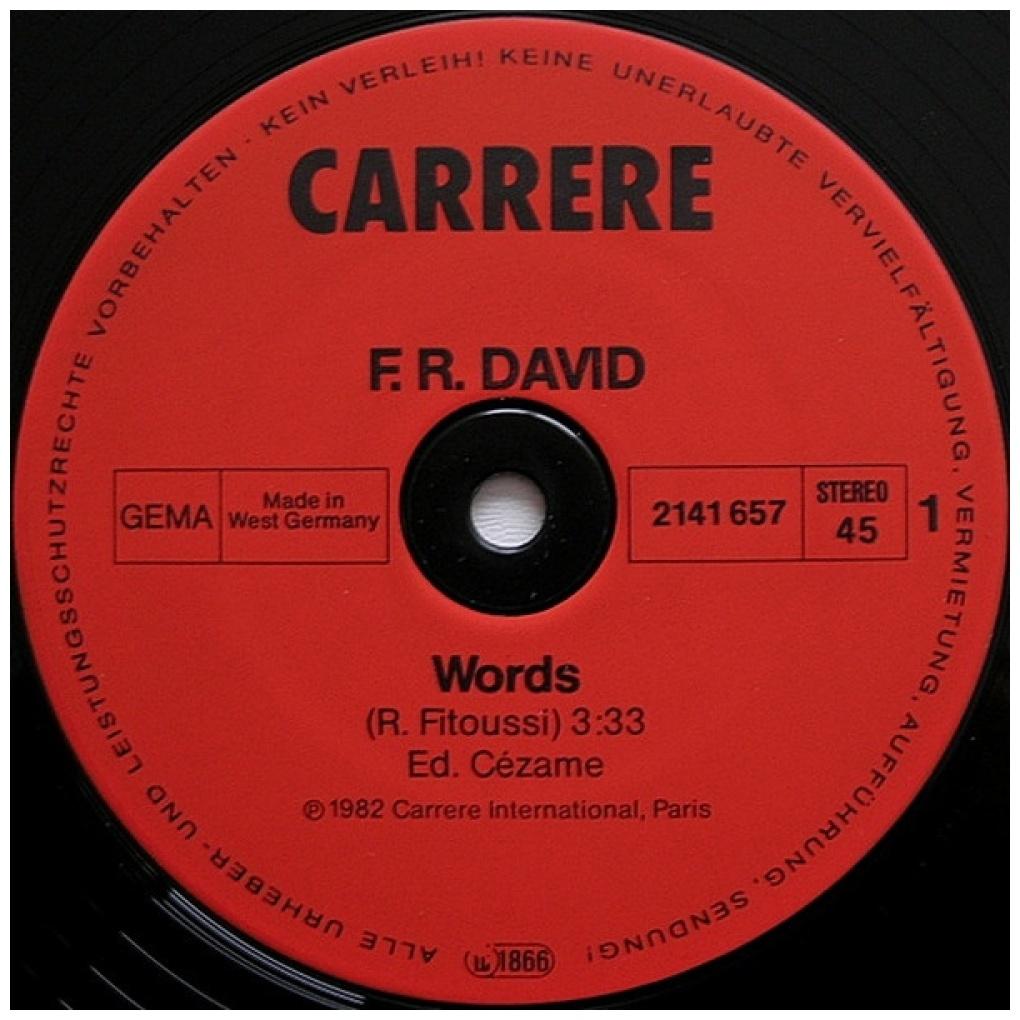 ALLE URHEBER- UND LEISTUNGSSCHUTZRECHTE VORBEHALTEN · KEIN VERLEIH! KEINE UNERLAUBTE VERVIELFÄLTIGUNG, VERMIETUNG, AUFFÜHRUNG, SENDUNG!
CARRERE
F. R. DAVID
GEMA
Made in
West Germany
2141 657
STEREO
45
1
Words
(R. Fitoussi) 3:33
Ed. Cézame
℗ 1982 Carrere International, Paris
LF 1866